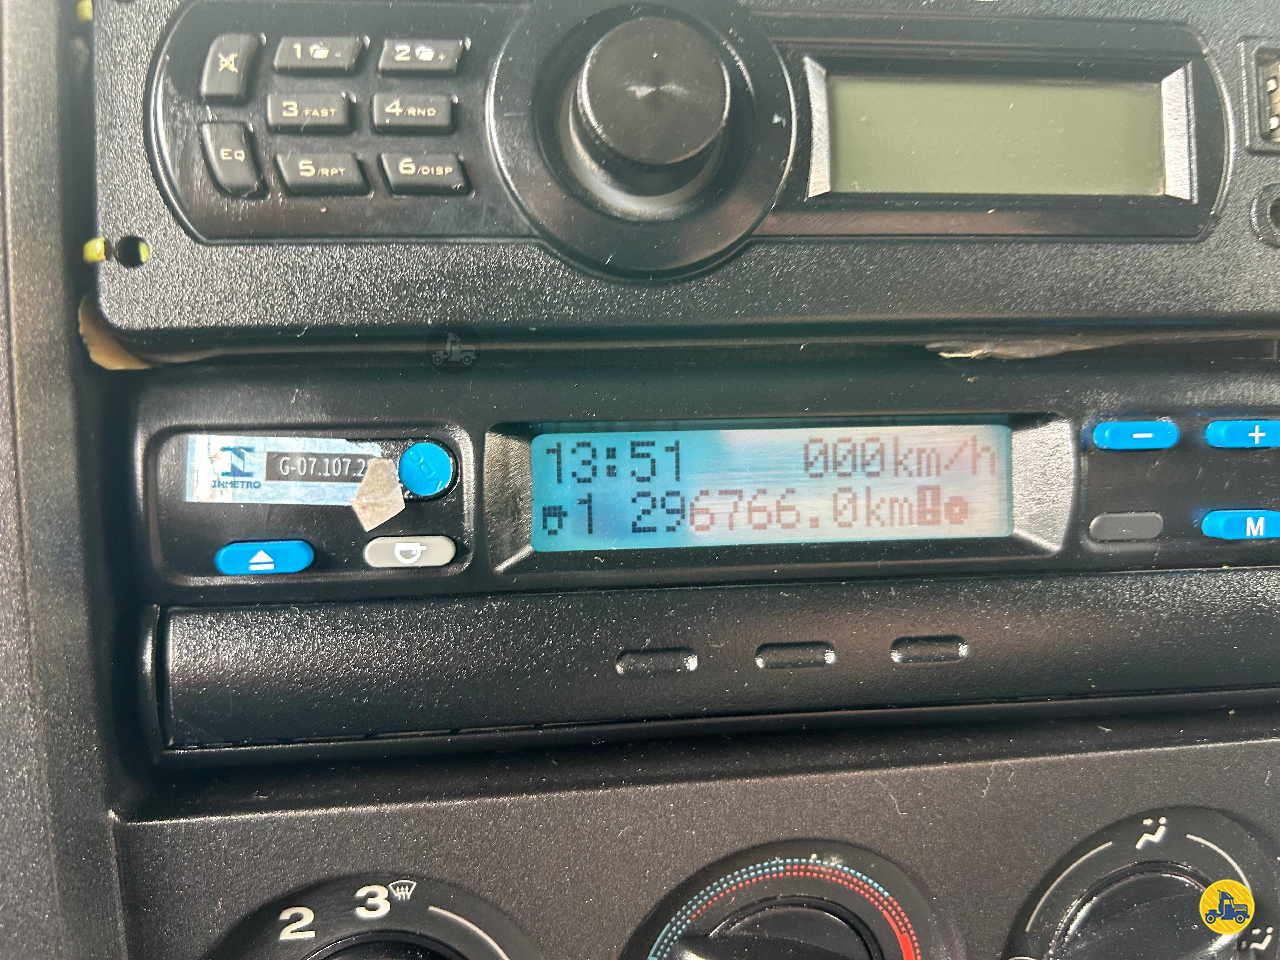 1 - 2 +
3/FAST 4/RND
EQ 5/RPT 6/DISP
INMETRO G-07.107.2
13:51 000km/h
1 296766.0km
- +
M
2 3